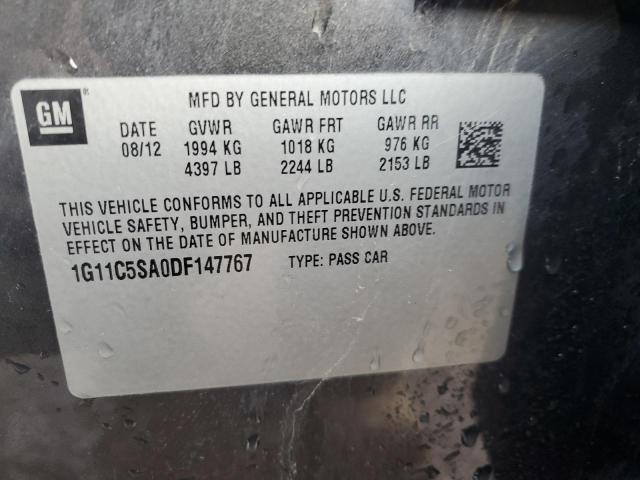 GM ®
MFD BY GENERAL MOTORS LLC
DATE GVWR GAWR FRT GAWR RR
08/12 1994 KG 1018 KG 976 KG
4397 LB 2244 LB 2153 LB
THIS VEHICLE CONFORMS TO ALL APPLICABLE U.S. FEDERAL MOTOR
VEHICLE SAFETY, BUMPER, AND THEFT PREVENTION STANDARDS IN
EFFECT ON THE DATE OF MANUFACTURE SHOWN ABOVE.
1G11C5SA0DF147767 TYPE: PASS CAR